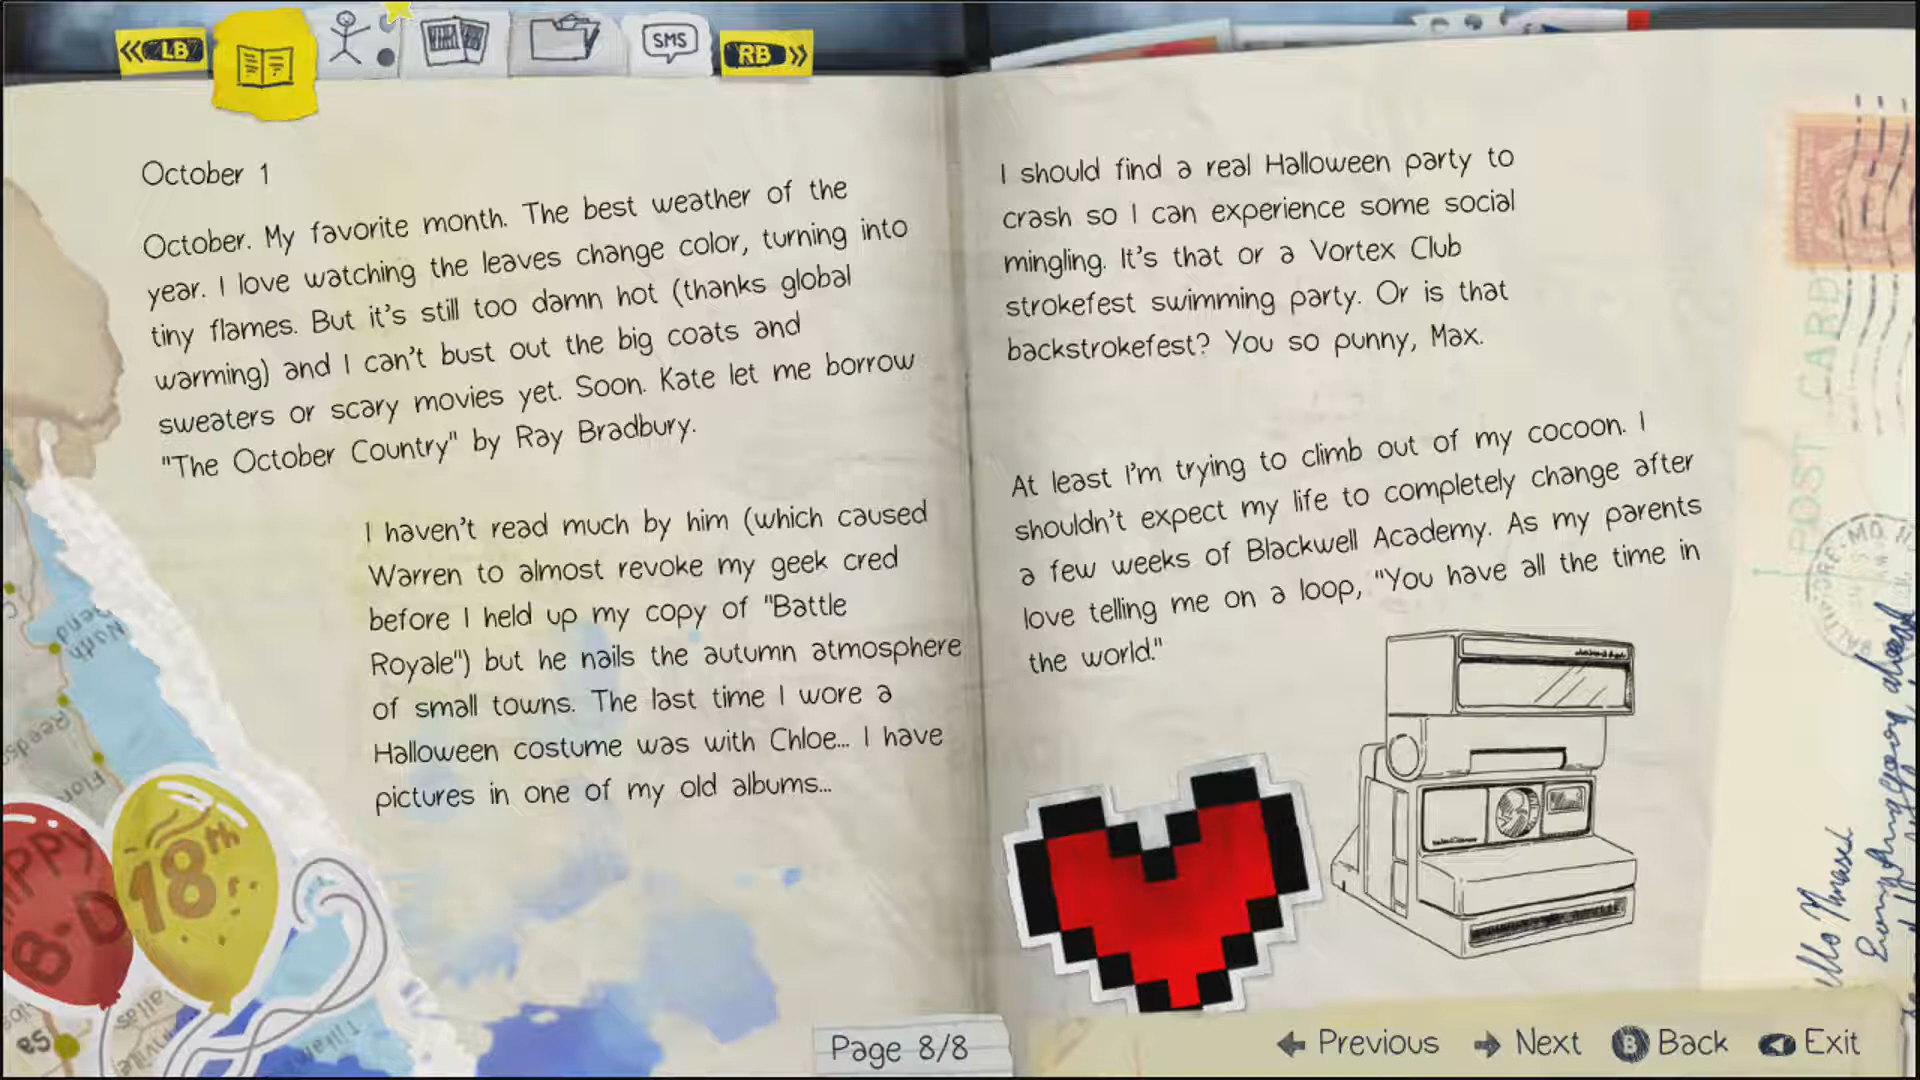 LB
SMS
RB
October 1
October. My favorite month. The best weather of the
year. I love watching the leaves change color, turning into
tiny flames. But it's still too damn hot (thanks global
warming) and I can't bust out the big coats and
sweaters or scary movies yet. Soon. Kate let me borrow
"The October Country" by Ray Bradbury.
I haven't read much by him (which caused
Warren to almost revoke my geek cred
before I held up my copy of "Battle
Royale") but he nails the autumn atmosphere
of small towns. The last time I wore a
Halloween costume was with Chloe... I have
pictures in one of my old albums...
18th
B-D
I should find a real Halloween party to
crash so I can experience some social
mingling. It's that or a Vortex Club
strokefest swimming party. Or is that
backstrokefest? You so punny, Max.
At least I'm trying to climb out of my cocoon. I
shouldn't expect my life to completely change after
a few weeks of Blackwell Academy. As my parents
love telling me on a loop, "You have all the time in
the world."
POST CARD
Page 8/8
Previous
Next
B Back
Exit